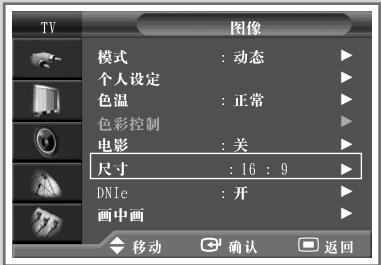 TV 图像
模式 : 动态
个人设定
色温 : 正常
色彩控制
电影 : 关
尺寸 : 16 : 9
DNIe : 开
画中画
移动 确认 返回